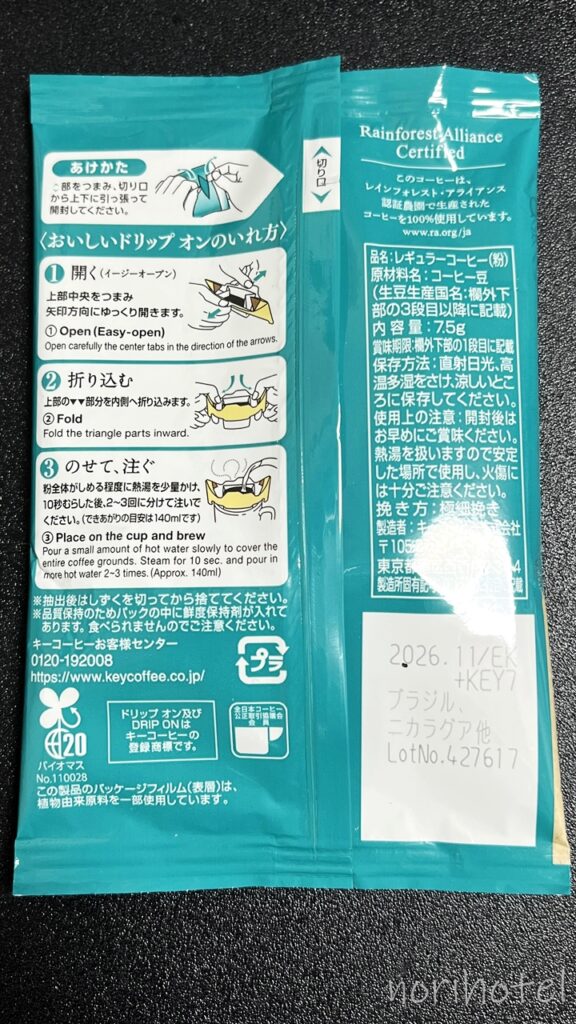 あけかた
部をつまみ、切り口
から上下に引っ張って
開封してください。
切り口
〈おいしいドリップ オンのいれ方〉
1 開く(イージーオープン)
上部中央をつまみ
矢印方向にゆっくり開きます。
① Open (Easy-open)
Open carefully the center tabs in the direction of the arrows.
2 折り込む
上部の▼▼部分を内側へ折り込みます。
② Fold
Fold the triangle parts inward.
3 のせて、注ぐ
粉全体がしめる程度に熱湯を少量かけ、
10秒むらした後、2~3回に分けて注いで
ください。(できあがりの目安は140mlです)
③ Place on the cup and brew
Pour a small amount of hot water slowly to cover the
entire coffee grounds. Steam for 10 sec. and pour in
more hot water 2~3 times. (Approx. 140ml)
※抽出後はしずくを切ってから捨ててください。
※品質保持のためパックの中に鮮度保持剤が入れて
あります。食べられませんのでご注意ください。
キーコーヒーお客様センター
0120-192008
https://www.keycoffee.co.jp/
プラ
20
バイオマス
No.110028
ドリップ オン及び
DRIP ONは
キーコーヒーの
登録商標です。
全日本コーヒー
公正取引協議会
会員
この製品のパッケージフィルム(表層)は、
植物由来原料を一部使用しています。
Rainforest Alliance
Certified
このコーヒーは、
レインフォレスト・アライアンス
認証農園で生産された
コーヒーを100%使用しています。
www.ra.org/ja
品名:レギュラーコーヒー(粉)
原材料名:コーヒー豆
(生豆生産国名:欄外下
部の3段目以降に記載)
内容量:7.5g
賞味期限:欄外下部の1段目に記載
保存方法:直射日光、高
温多湿をさけ、涼しいとこ
ろに保存してください。
使用上の注意:開封後は
お早めにご賞味ください。
熱湯を扱いますので安定
した場所で使用し、火傷に
は十分ご注意ください。
挽き方:極細挽き
製造者:キー 株式会社
〒105
東京都 4
製造所固有記号 記載
2026.11/EK
+KEY7
ブラジル、
ニカラグア他
LotNo.427617
norihotel